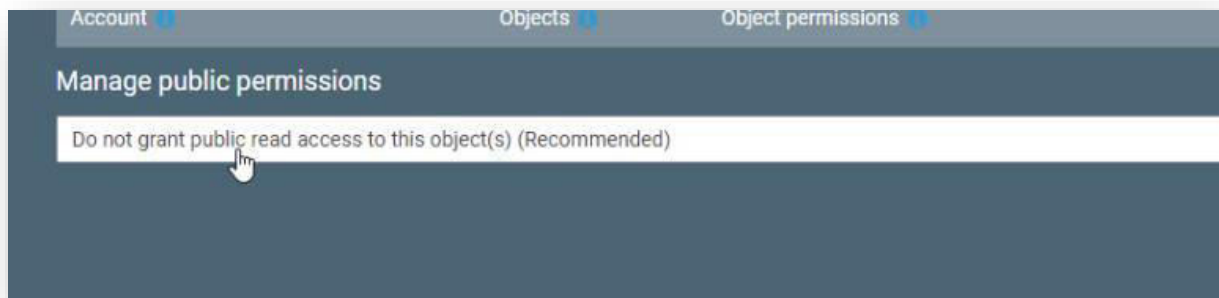 Account Objects Object permissions
Manage public permissions
Do not grant public read access to this object(s) (Recommended)